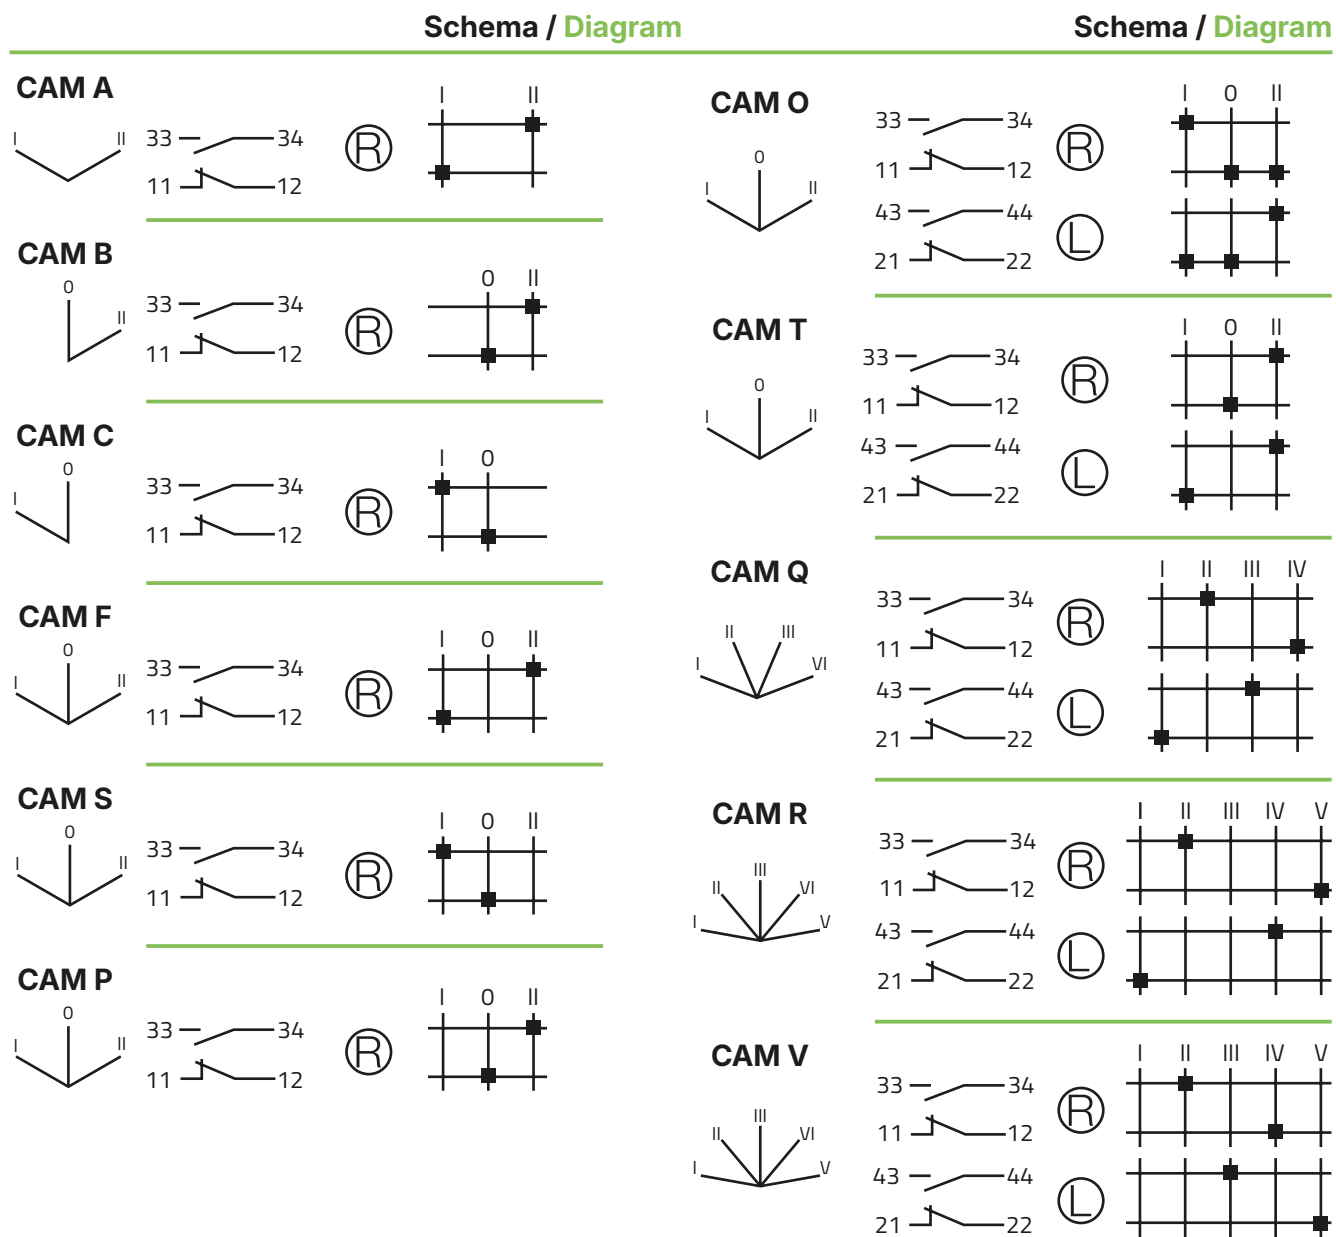 Schema / Diagram
CAM A
I II
33 34
11 12
R
I II
CAM B
0 II
33 34
11 12
R
0 II
CAM C
I 0
33 34
11 12
R
I 0
CAM F
I 0 II
33 34
11 12
R
I 0 II
CAM S
I 0 II
33 34
11 12
R
I 0 II
CAM P
I 0 II
33 34
11 12
R
I 0 II
Schema / Diagram
CAM O
I 0 II
33 34
11 12
R
43 44
21 22
L
I 0 II
CAM T
I 0 II
33 34
11 12
R
43 44
21 22
L
I 0 II
CAM Q
I II III VI
33 34
11 12
R
43 44
21 22
L
I II III IV
CAM R
I II III VI V
33 34
11 12
R
43 44
21 22
L
I II III IV V
CAM V
I II III VI V
33 34
11 12
R
43 44
21 22
L
I II III IV V